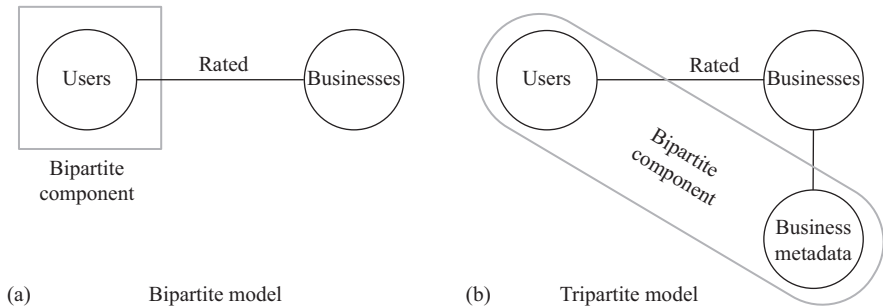 Users
Rated
Businesses
Bipartite
component
(a)
Bipartite model
Users
Rated
Businesses
Bipartite
component
Business
metadata
(b)
Tripartite model